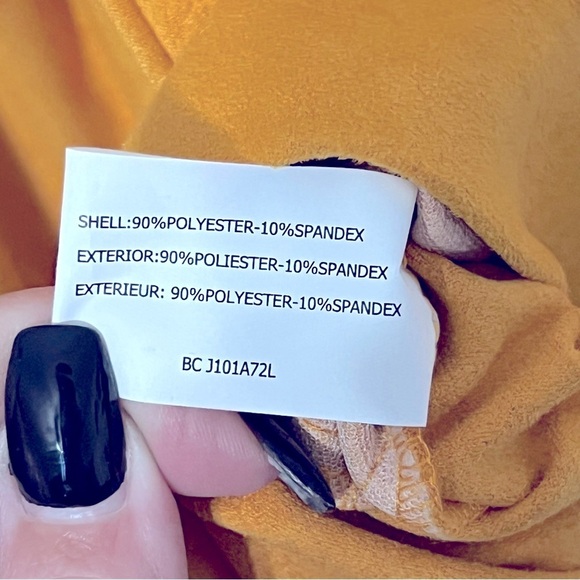 SHELL:90%POLYESTER-10%SPANDEX
EXTERIOR:90%POLIESTER-10%SPANDEX
EXTERIEUR: 90%POLYESTER-10%SPANDEX
BC J101A72L